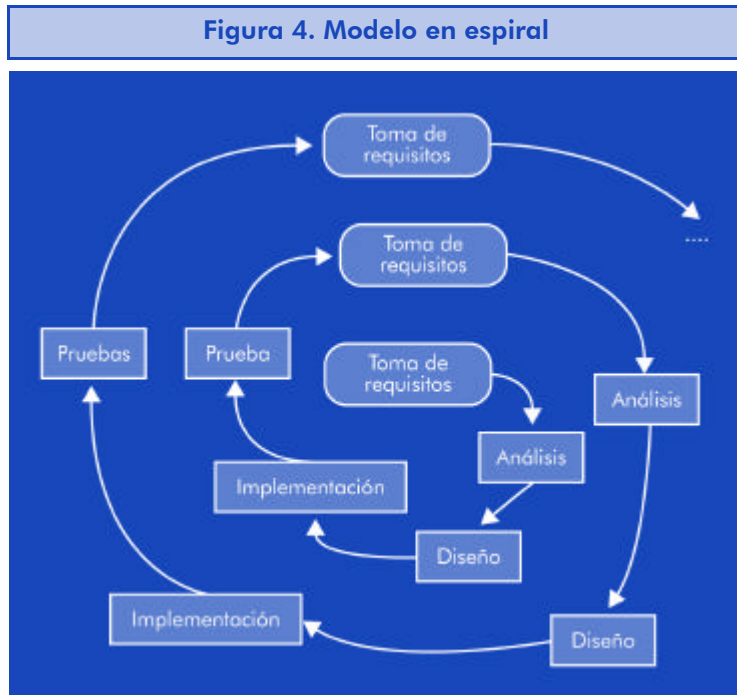 Figura 4. Modelo en espiral
Toma de
requisitos
....
Toma de
requisitos
Pruebas
Prueba
Toma de
requisitos
Análisis
Análisis
Implementación
Diseño
Implementación
Diseño